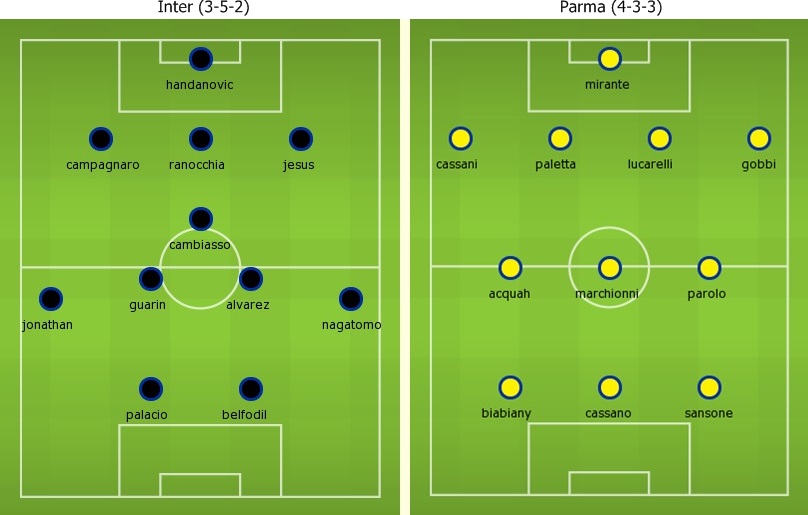 Inter (3-5-2)
handanovic
campagnaro ranocchia jesus
cambiasso
guarin alvarez
jonathan nagatomo
palacio belfodil
Parma (4-3-3)
mirante
cassani paletta lucarelli gobbi
acquah marchionni parolo
biabiany cassano sansone